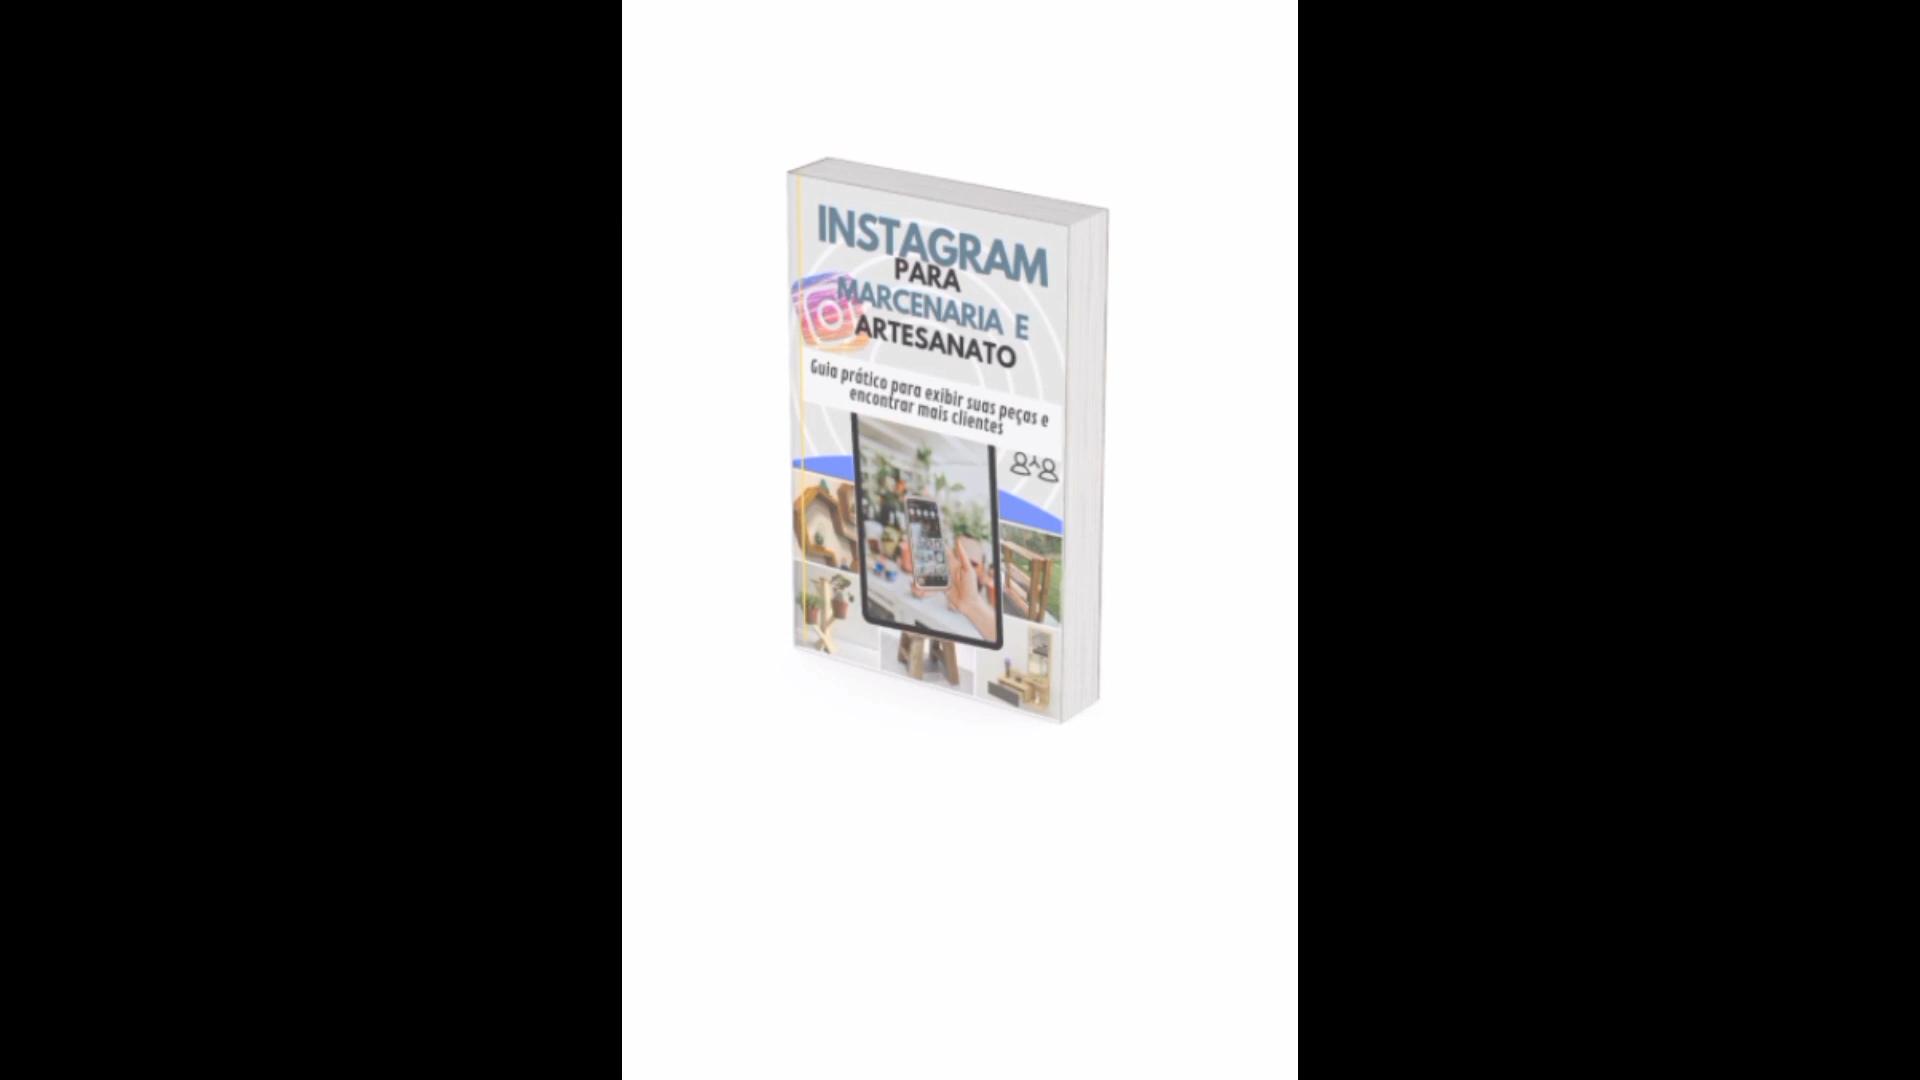 INSTAGRAM
PARA
MARCENARIA E
ARTESANATO
Guia prático para exibir suas peças e
encontrar mais clientes